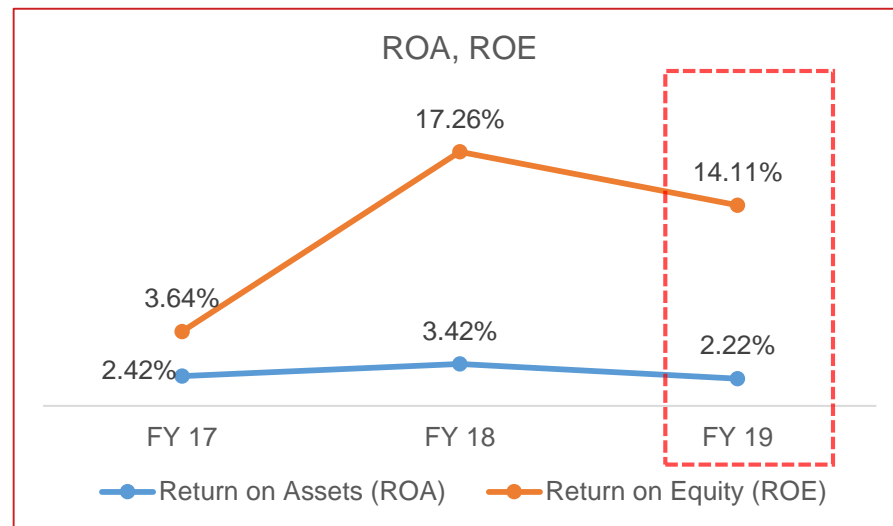 ROA, ROE
17.26%
14.11%
3.64%
3.42%
2.22%
2.42%
FY 17 FY 18 FY 19
Return on Assets (ROA) Return on Equity (ROE)